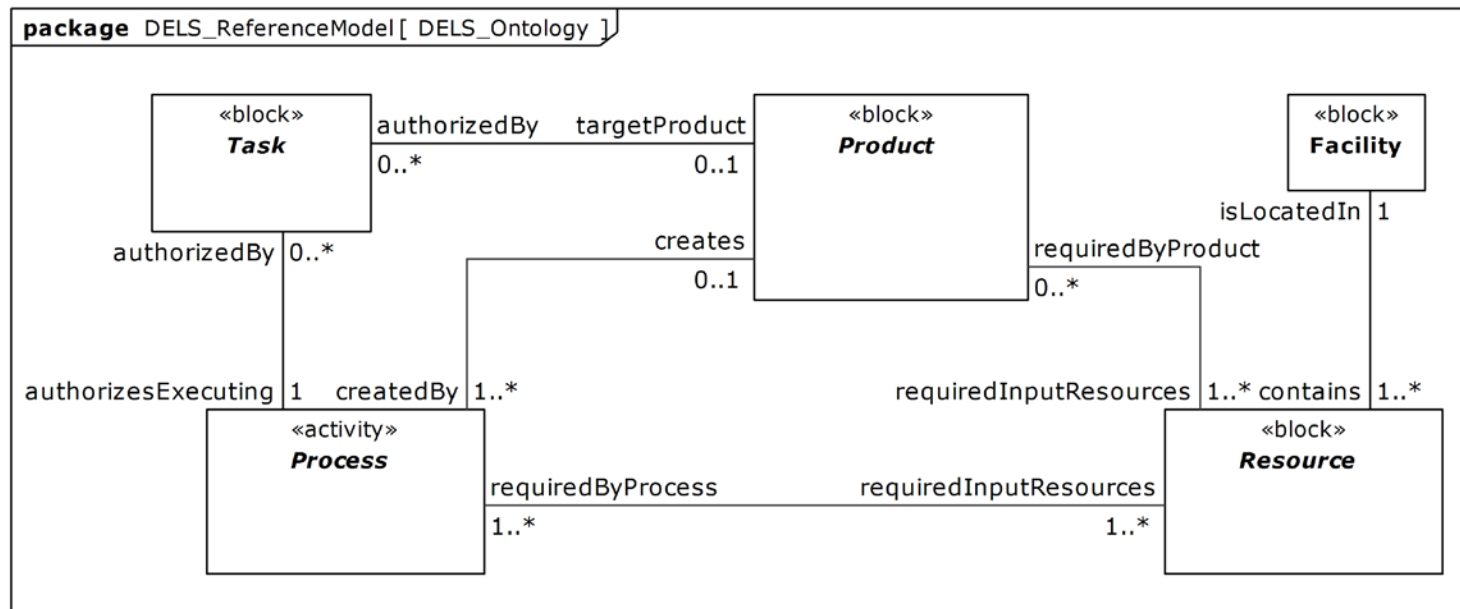 package DELS_ReferenceModel[ DELS_Ontology ]
«block»
Task
authorizedBy
0..*
targetProduct
0..1
«block»
Product
«block»
Facility
authorizedBy
0..*
creates
0..1
requiredByProduct
0..*
isLocatedIn
1
authorizesExecuting
1
createdBy
1..*
requiredInputResources
1..*
contains
1..*
«activity»
Process
requiredByProcess
1..*
requiredInputResources
1..*
«block»
Resource